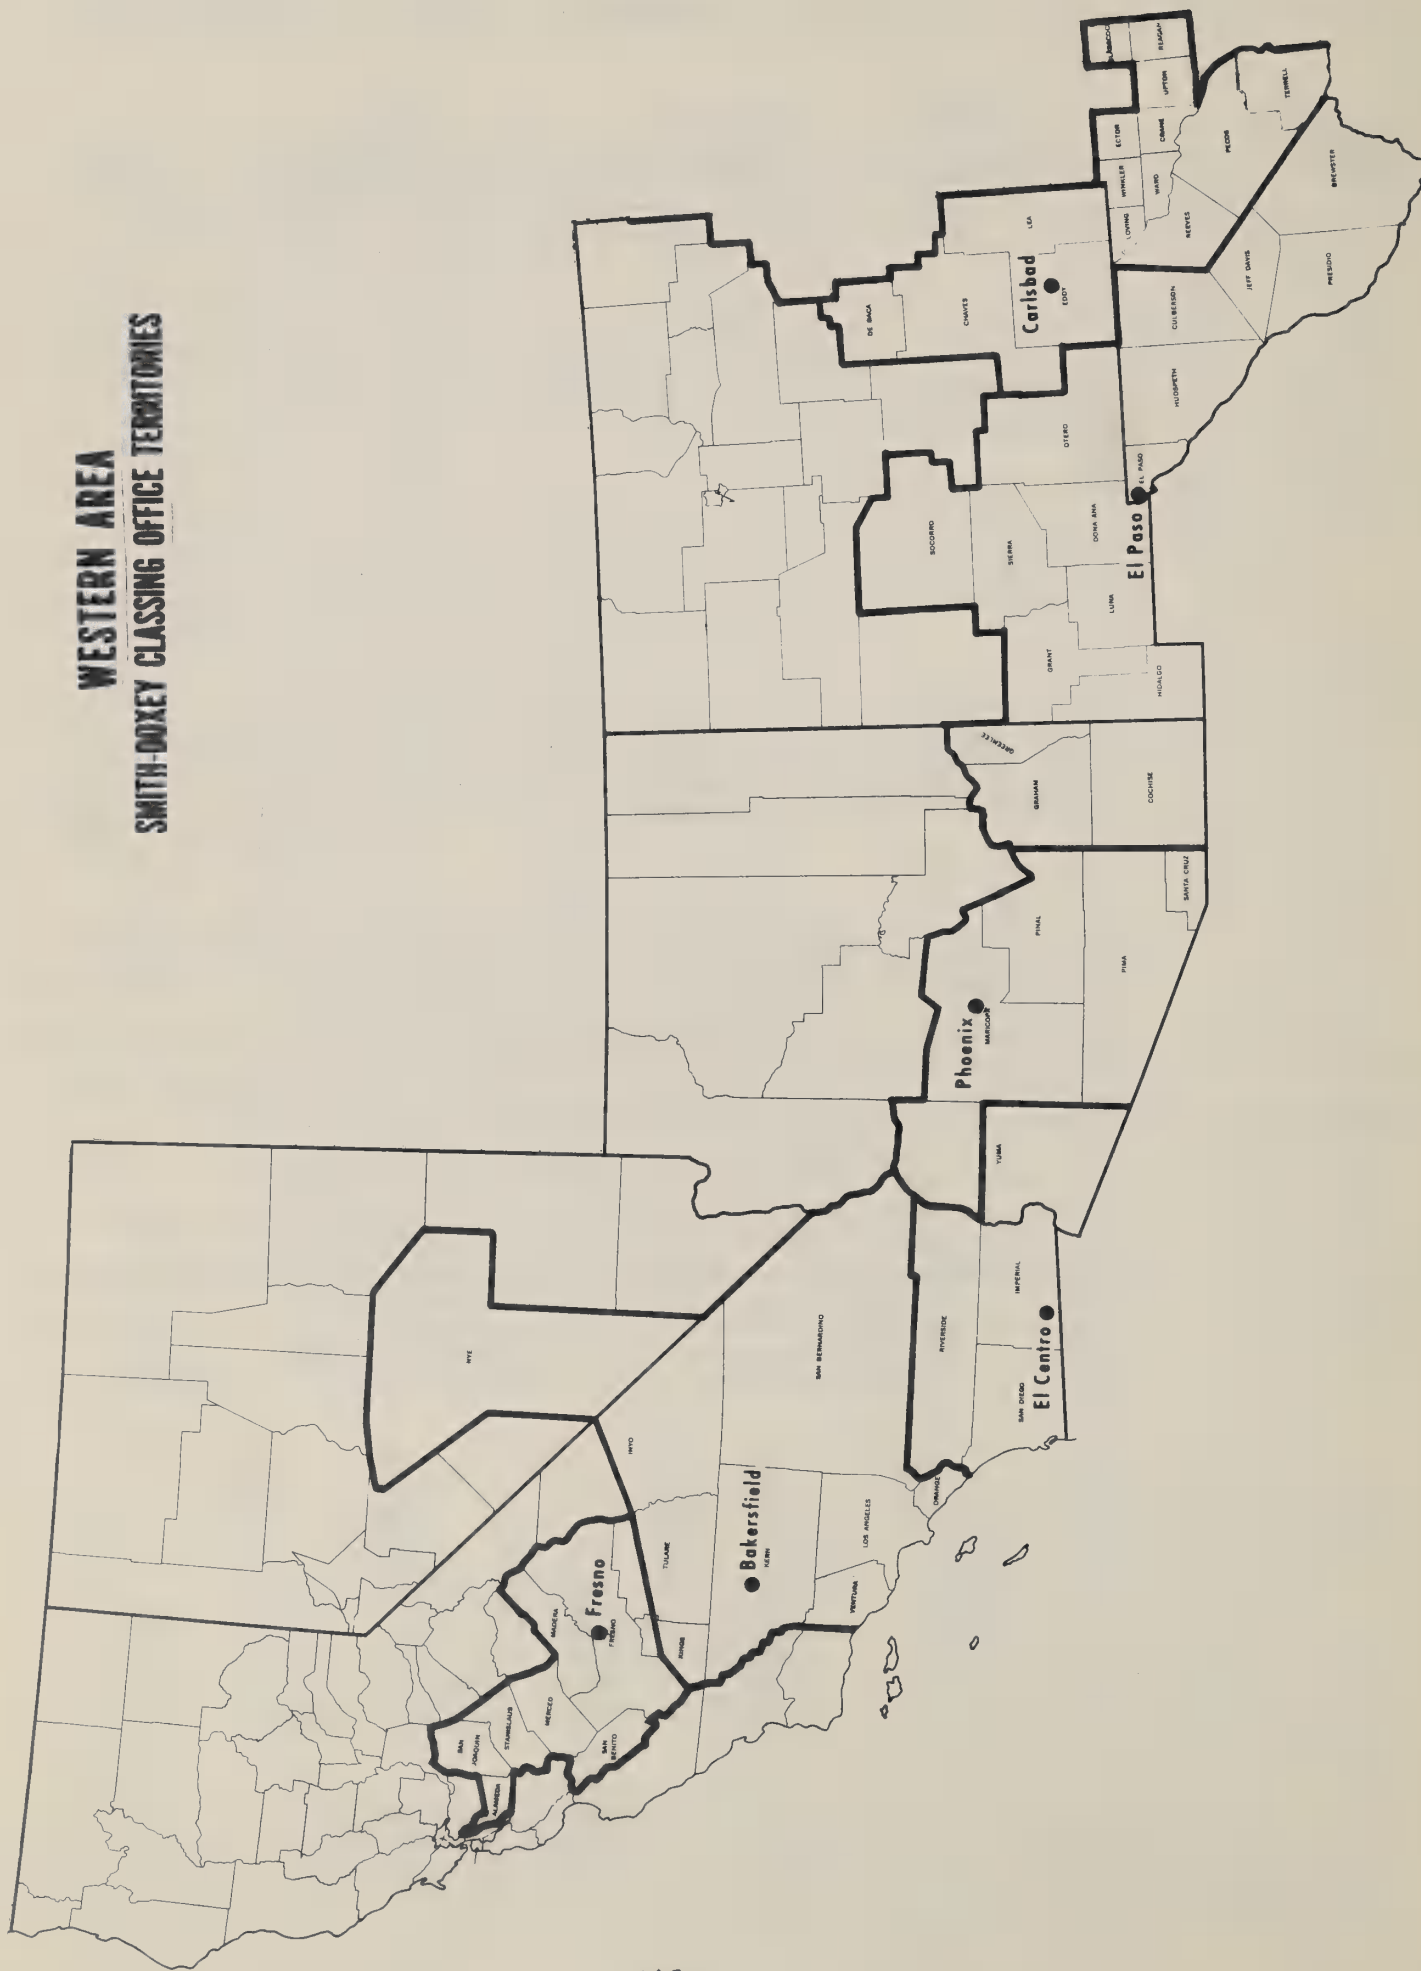 WESTERN AREA
SMITH-DOXEY CLASSING OFFICE TERRITORIES
NYE
SAN
JOAQUIN
STANISLAUS
ALAMEDA
MERCED
MADERA
SAN
BENITO
Fresno
FRESNO
KINGS
TULARE
INYO
Bakersfield
KERN
SAN BERNARDINO
VENTURA
LOS ANGELES
ORANGE
RIVERSIDE
SAN DIEGO
IMPERIAL
El Centro
YUMA
Phoenix
MARICOPA
PINAL
PIMA
SANTA CRUZ
GREENLEE
GRAHAM
COCHISE
SOCORRO
SIERRA
GRANT
HIDALGO
LUNA
DONA ANA
OTERO
El Paso
EL PASO
DE BACA
CHAVES
LEA
Carlsbad
EDDY
HUDSPETH
CULBERSON
JEFF DAVIS
PRESIDIO
BREWSTER
LOVING
WINKLER
ECTOR
REEVES
WARD
CRANE
UPTON
REAGAN
PECOS
TERRELL